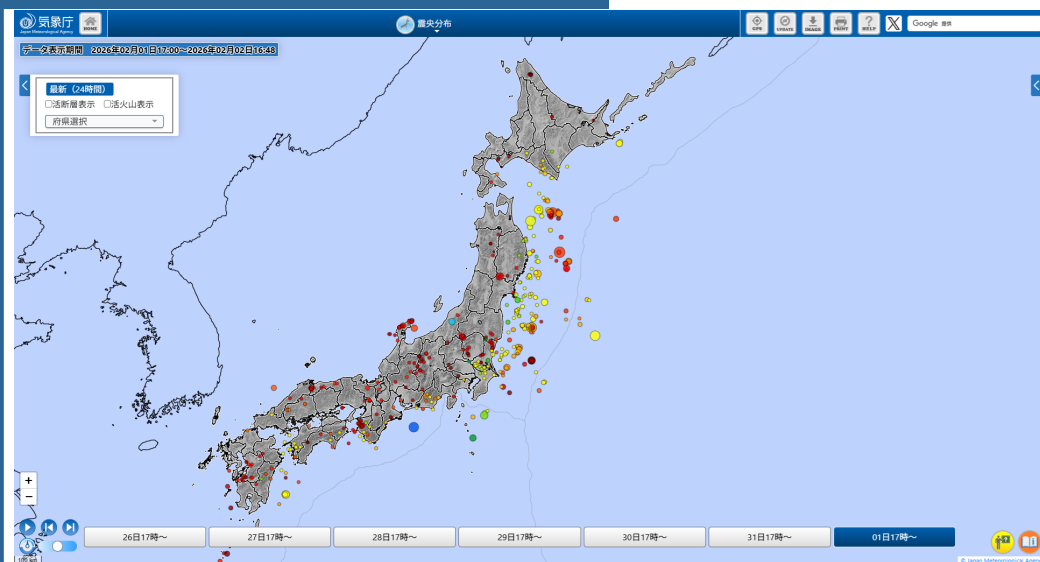 気象庁
Japan Meteorological Agency
HOME
震央分布
GPS
UPDATE
IMAGE
PRINT
HELP
X
Google 提供
データ表示期間 2026年02月01日17:00~2026年02月02日16:48
最新(24時間)
活断層表示 活火山表示
府県選択
+
−
26日17時~
27日17時~
28日17時~
29日17時~
30日17時~
31日17時~
01日17時~
© Japan Meteorological Agency